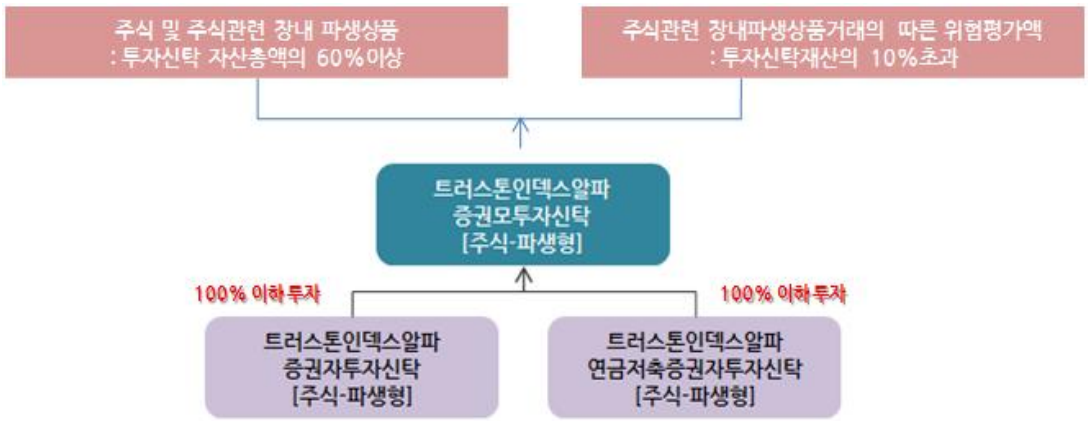 주식 및 주식관련 장내 파생상품
: 투자신탁 자산총액의 60%이상
주식관련 장내파생상품거래의 따른 위험평가액
: 투자신탁재산의 10%초과
트러스톤인덱스알파
증권모투자신탁
[주식-파생형]
100% 이하 투자
100% 이하 투자
트러스톤인덱스알파
증권자투자신탁
[주식-파생형]
트러스톤인덱스알파
연금저축증권자투자신탁
[주식-파생형]